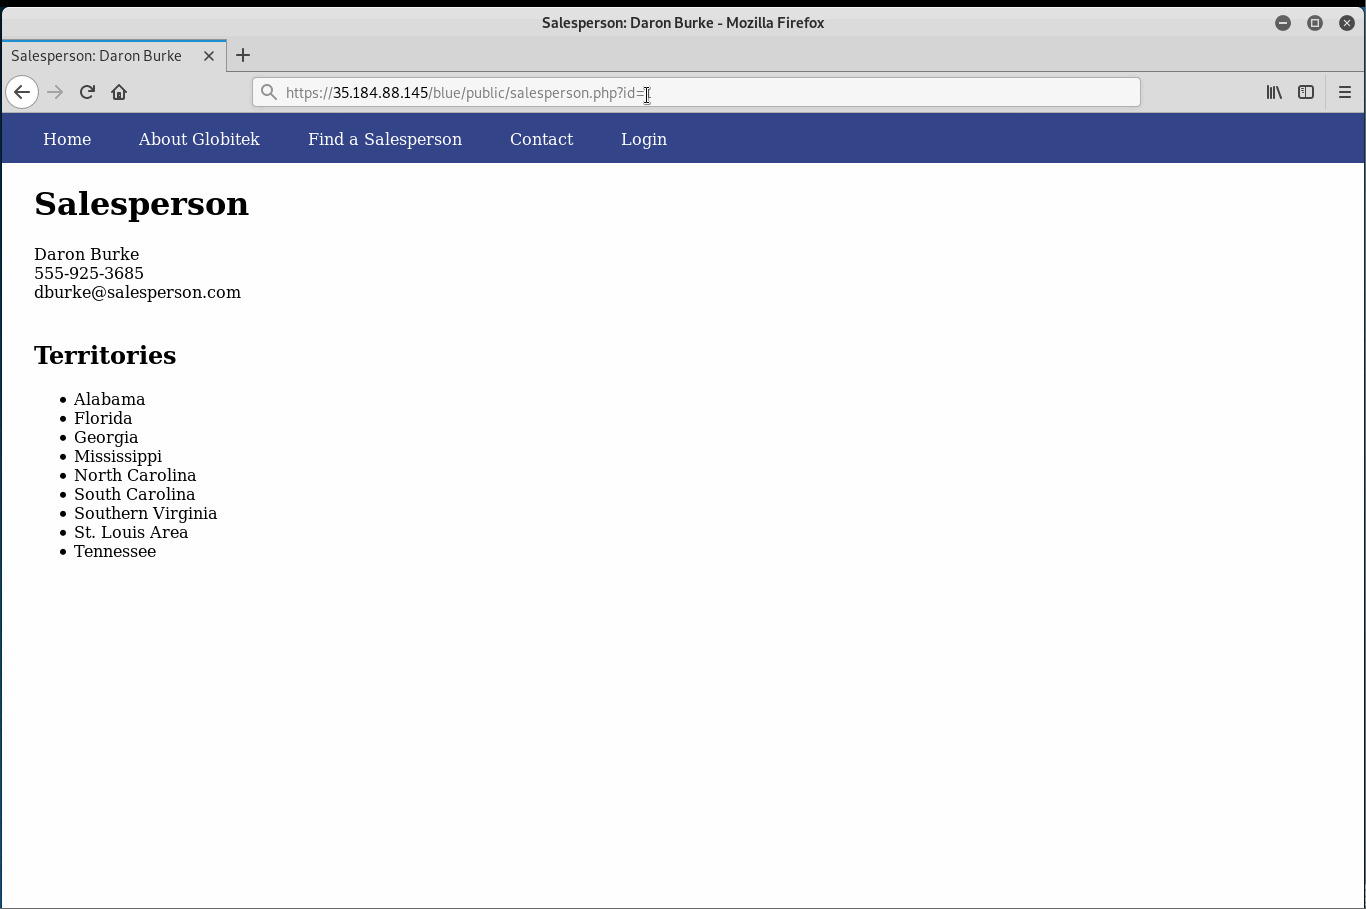 Salesperson: Daron Burke - Mozilla Firefox
Salesperson: Daron Burke
https://35.184.88.145/blue/public/salesperson.php?id=
Home About Globitek Find a Salesperson Contact Login
Salesperson
Daron Burke
555-925-3685
dburke@salesperson.com
Territories
• Alabama
• Florida
• Georgia
• Mississippi
• North Carolina
• South Carolina
• Southern Virginia
• St. Louis Area
• Tennessee